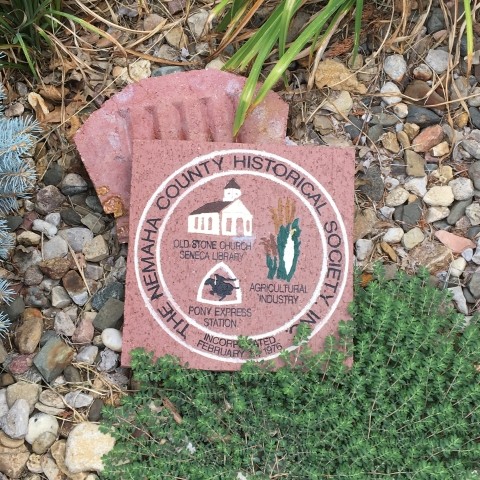 THE NEMAHA COUNTY HISTORICAL SOCIETY, INC.
OLD STONE CHURCH
SENECA LIBRARY
AGRICULTURAL
INDUSTRY
PONY EXPRESS
STATION
INCORPORATED
FEBRUARY 1976